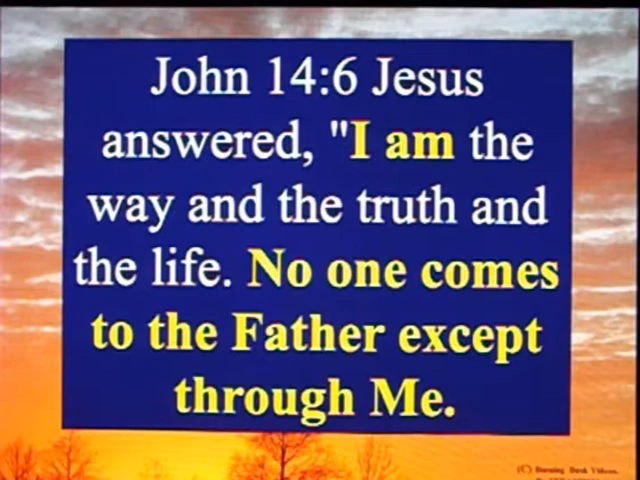 John 14:6 Jesus
answered, "I am the
way and the truth and
the life. No one comes
to the Father except
through Me.
(C) Burning Bush Videos.